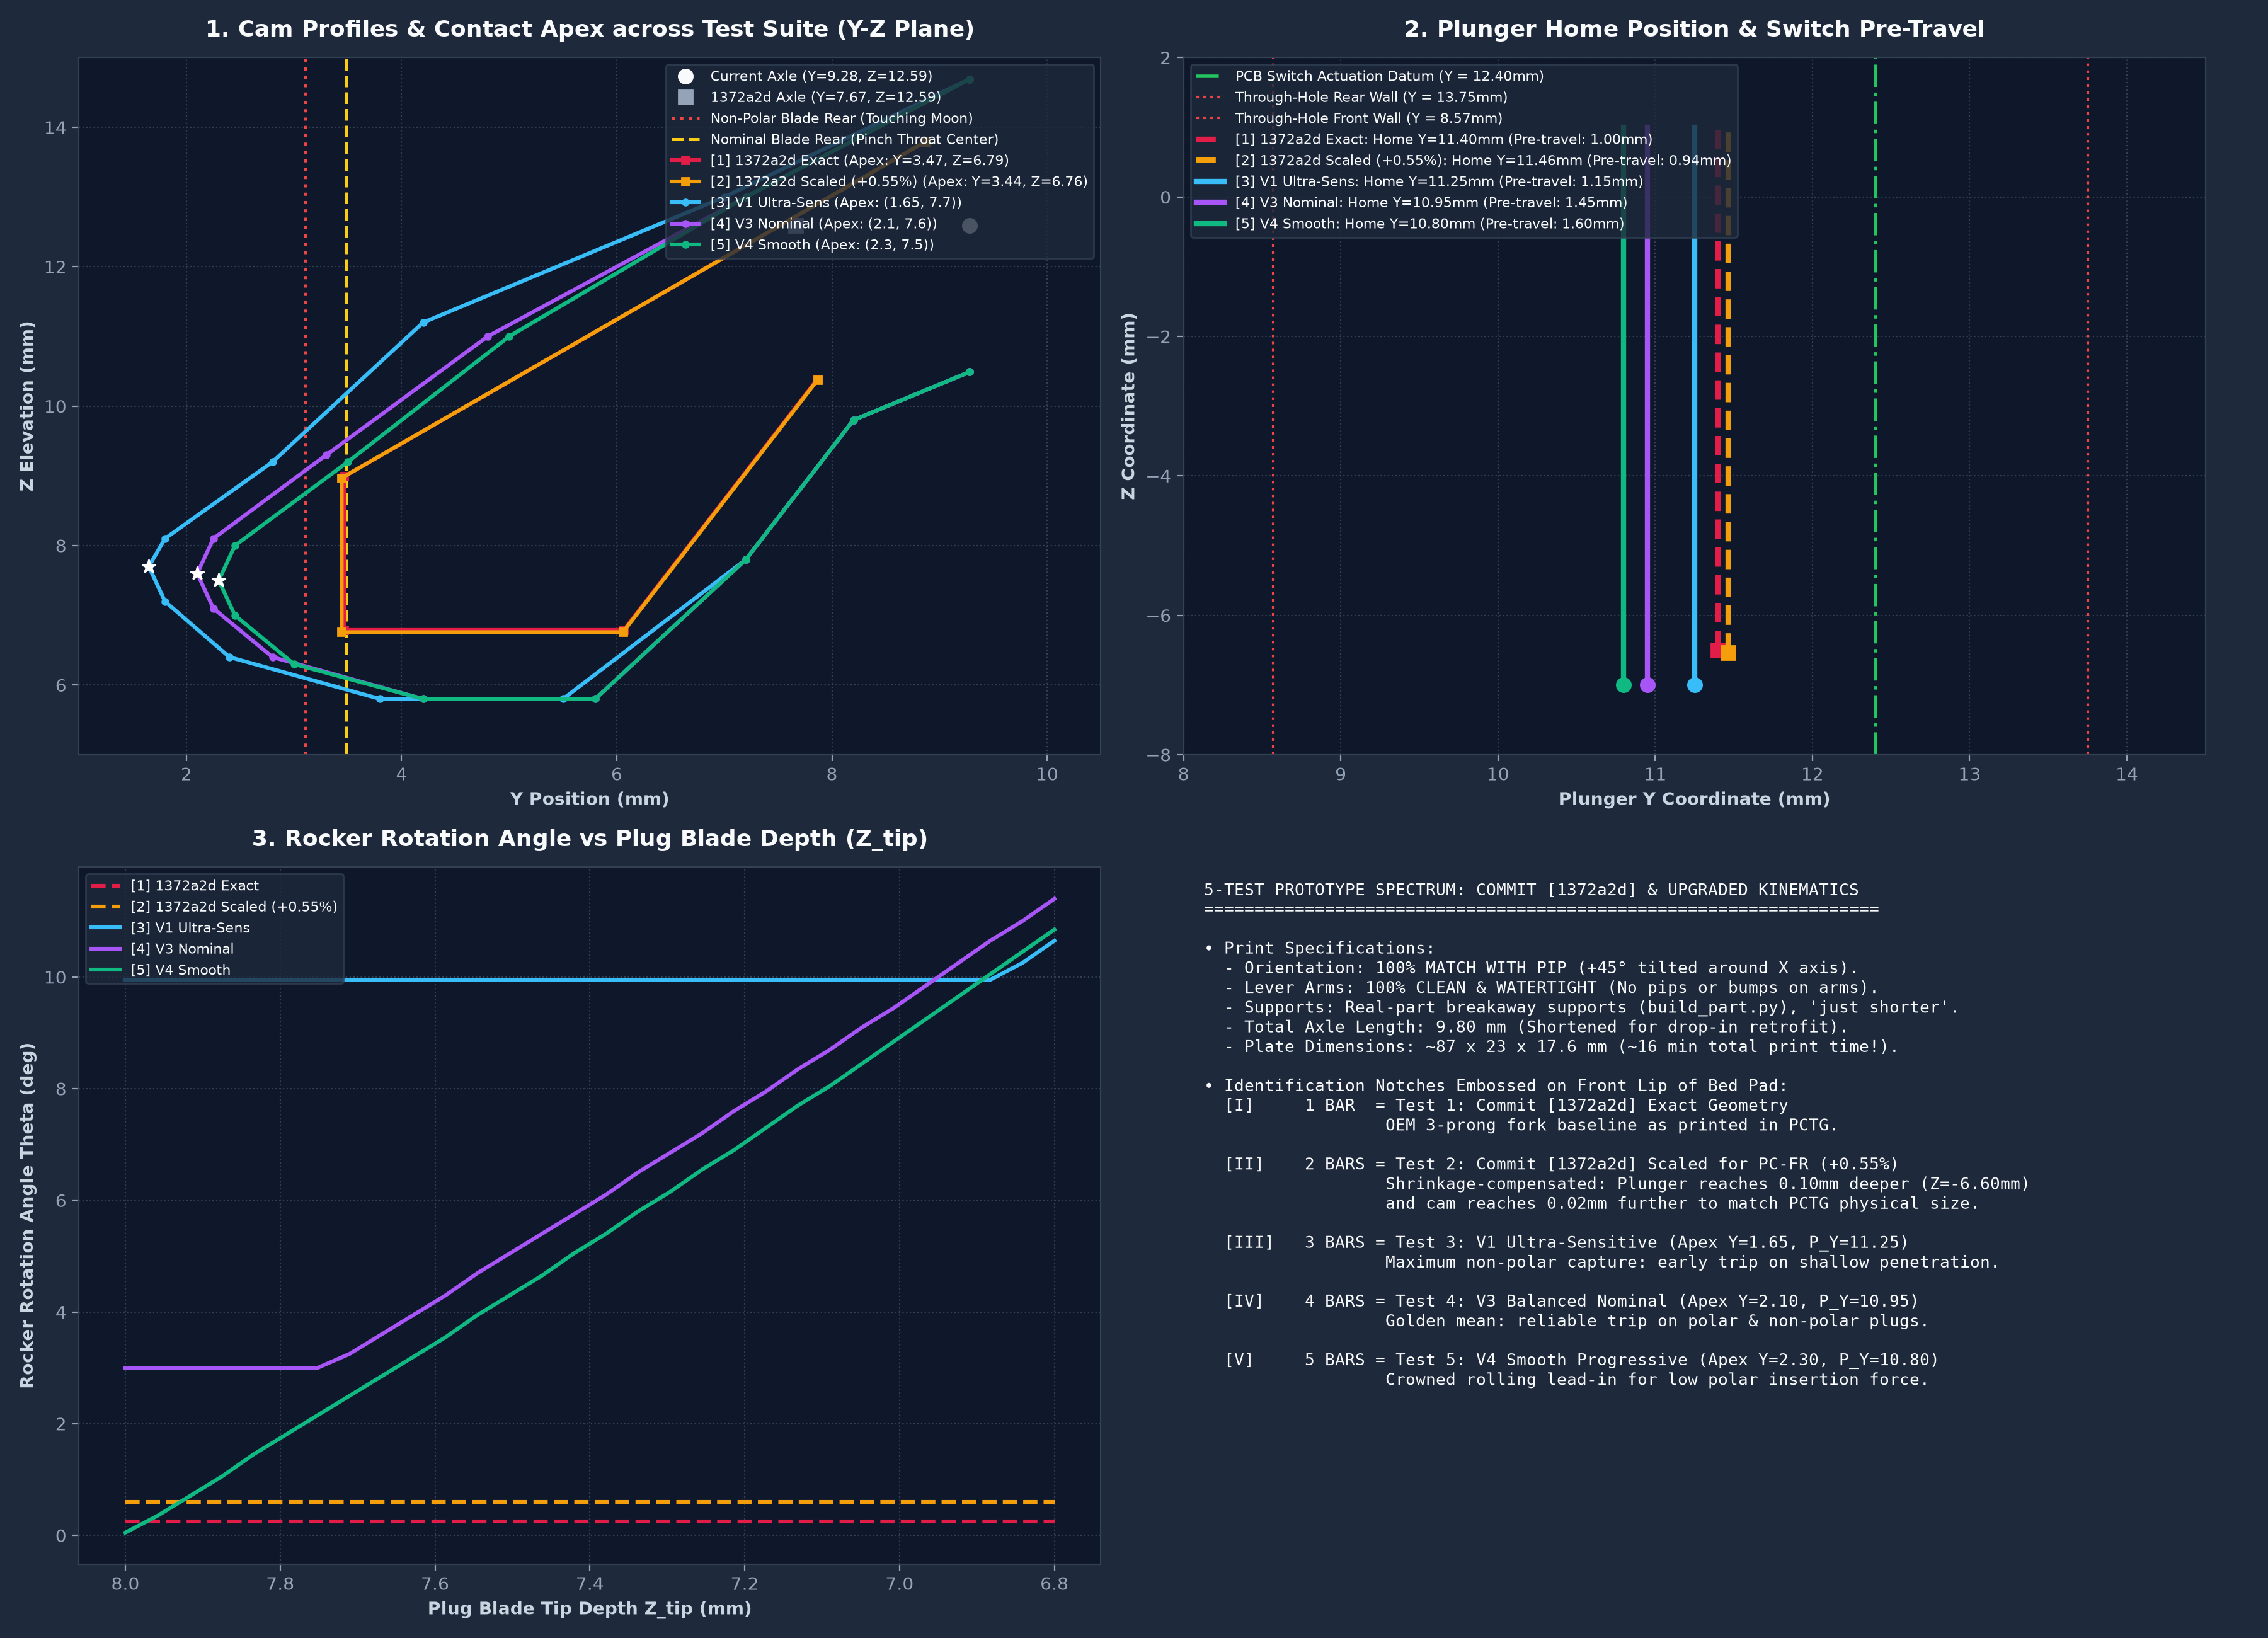 1. Cam Profiles & Contact Apex across Test Suite (Y-Z Plane)
Current Axle (Y=9.28, Z=12.59)
1372a2d Axle (Y=7.67, Z=12.59)
Non-Polar Blade Rear (Touching Moon)
Nominal Blade Rear (Pinch Throat Center)
[1] 1372a2d Exact (Apex: Y=3.47, Z=6.79)
[2] 1372a2d Scaled (+0.55%) (Apex: Y=3.44, Z=6.76)
[3] V1 Ultra-Sens (Apex: (1.65, 7.7))
[4] V3 Nominal (Apex: (2.1, 7.6))
[5] V4 Smooth (Apex: (2.3, 7.5))
14
12
10
8
6
Z Elevation (mm)
2 4 6 8 10
Y Position (mm)
2. Plunger Home Position & Switch Pre-Travel
PCB Switch Actuation Datum (Y = 12.40mm)
Through-Hole Rear Wall (Y = 13.75mm)
Through-Hole Front Wall (Y = 8.57mm)
[1] 1372a2d Exact: Home Y=11.40mm (Pre-travel: 1.00mm)
[2] 1372a2d Scaled (+0.55%): Home Y=11.46mm (Pre-travel: 0.94mm)
[3] V1 Ultra-Sens: Home Y=11.25mm (Pre-travel: 1.15mm)
[4] V3 Nominal: Home Y=10.95mm (Pre-travel: 1.45mm)
[5] V4 Smooth: Home Y=10.80mm (Pre-travel: 1.60mm)
2
0
−2
−4
−6
−8
Z Coordinate (mm)
8 9 10 11 12 13 14
Plunger Y Coordinate (mm)
3. Rocker Rotation Angle vs Plug Blade Depth (Z_tip)
[1] 1372a2d Exact
[2] 1372a2d Scaled (+0.55%)
[3] V1 Ultra-Sens
[4] V3 Nominal
[5] V4 Smooth
10
8
6
4
2
0
Rocker Rotation Angle Theta (deg)
8.0 7.8 7.6 7.4 7.2 7.0 6.8
Plug Blade Tip Depth Z_tip (mm)
5-TEST PROTOTYPE SPECTRUM: COMMIT [1372a2d] & UPGRADED KINEMATICS
===================================================================
• Print Specifications:
- Orientation: 100% MATCH WITH PIP (+45° tilted around X axis).
- Lever Arms: 100% CLEAN & WATERTIGHT (No pips or bumps on arms).
- Supports: Real-part breakaway supports (build_part.py), 'just shorter'.
- Total Axle Length: 9.80 mm (Shortened for drop-in retrofit).
- Plate Dimensions: ~87 x 23 x 17.6 mm (~16 min total print time!).
• Identification Notches Embossed on Front Lip of Bed Pad:
[I] 1 BAR = Test 1: Commit [1372a2d] Exact Geometry
OEM 3-prong fork baseline as printed in PCTG.
[II] 2 BARS = Test 2: Commit [1372a2d] Scaled for PC-FR (+0.55%)
Shrinkage-compensated: Plunger reaches 0.10mm deeper (Z=-6.60mm)
and cam reaches 0.02mm further to match PCTG physical size.
[III] 3 BARS = Test 3: V1 Ultra-Sensitive (Apex Y=1.65, P_Y=11.25)
Maximum non-polar capture: early trip on shallow penetration.
[IV] 4 BARS = Test 4: V3 Balanced Nominal (Apex Y=2.10, P_Y=10.95)
Golden mean: reliable trip on polar & non-polar plugs.
[V] 5 BARS = Test 5: V4 Smooth Progressive (Apex Y=2.30, P_Y=10.80)
Crowned rolling lead-in for low polar insertion force.